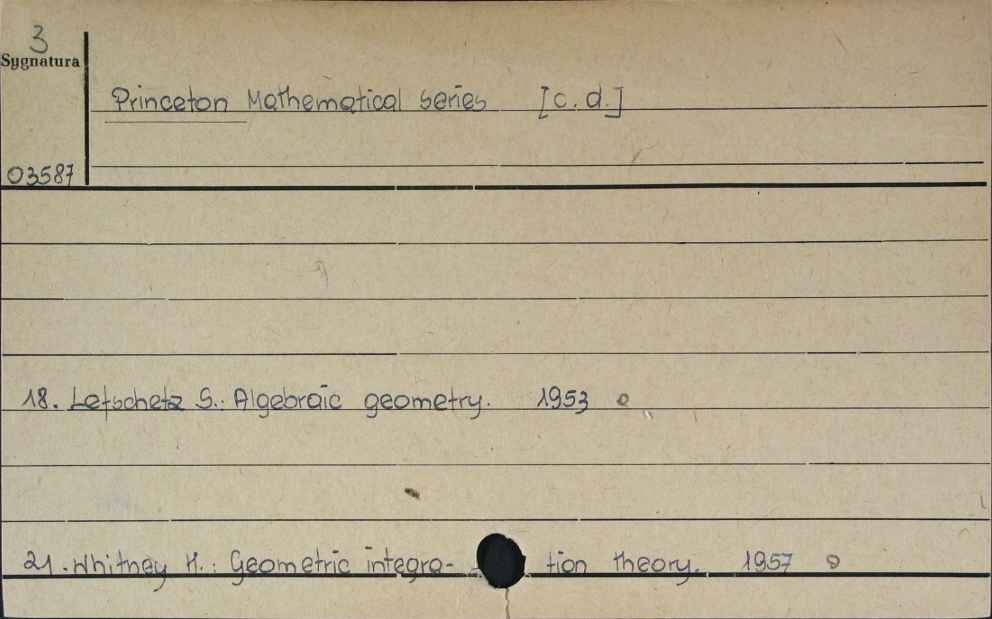 3
Sygnatura
Princeton Mathematical Series [c.d.]
03587
18. Lefschetz S.: Algebraic geometry. 1953
21. Whitney H.: Geometric integra- tion theory. 1957